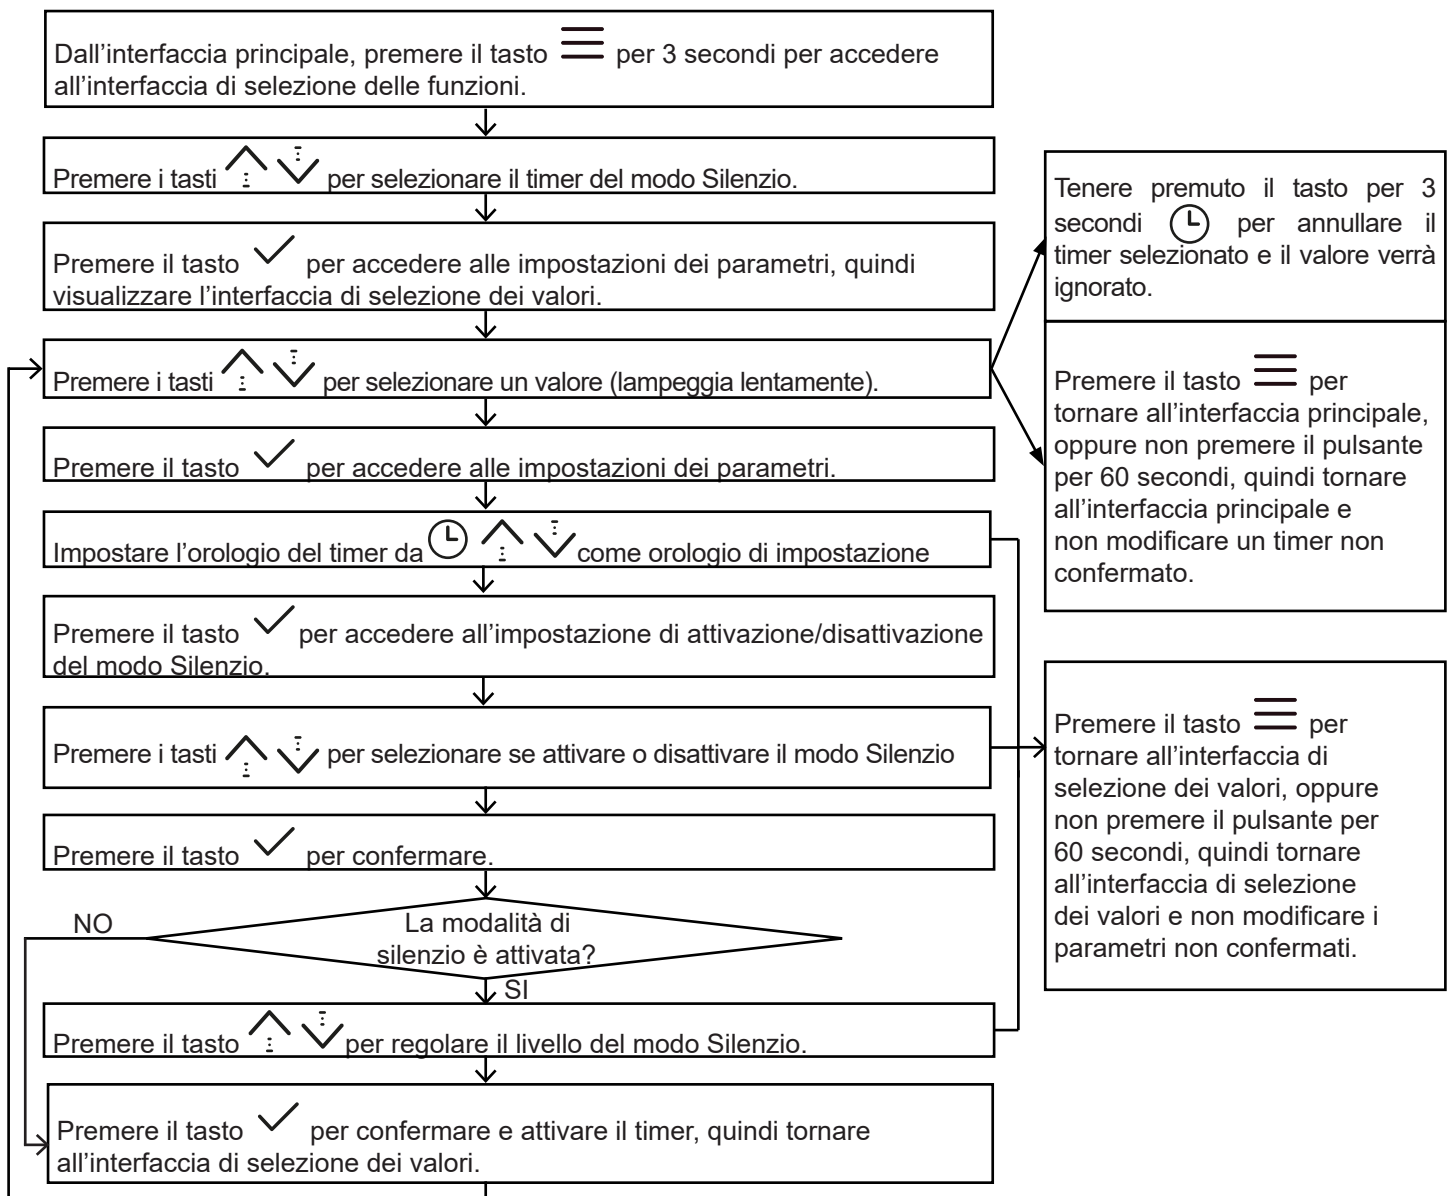 Dall'interfaccia principale, premere il tasto per 3 secondi per accedere
all'interfaccia di selezione delle funzioni.
Premere i tasti per selezionare il timer del modo Silenzio.
Premere il tasto per accedere alle impostazioni dei parametri, quindi
visualizzare l'interfaccia di selezione dei valori.
Premere i tasti per selezionare un valore (lampeggia lentamente).
Premere il tasto per accedere alle impostazioni dei parametri.
Impostare l'orologio del timer da come orologio di impostazione
Premere il tasto per accedere all'impostazione di attivazione/disattivazione
del modo Silenzio.
Premere i tasti per selezionare se attivare o disattivare il modo Silenzio
Premere il tasto per confermare.
La modalità di
silenzio è attivata?
NO
SI
Premere il tasto per regolare il livello del modo Silenzio.
Premere il tasto per confermare e attivare il timer, quindi tornare
all'interfaccia di selezione dei valori.
Tenere premuto il tasto per 3
secondi per annullare il
timer selezionato e il valore verrà
ignorato.
Premere il tasto per
tornare all'interfaccia principale,
oppure non premere il pulsante
per 60 secondi, quindi tornare
all'interfaccia principale e
non modificare un timer non
confermato.
Premere il tasto per
tornare all'interfaccia di
selezione dei valori, oppure
non premere il pulsante per
60 secondi, quindi tornare
all'interfaccia di selezione
dei valori e non modificare i
parametri non confermati.